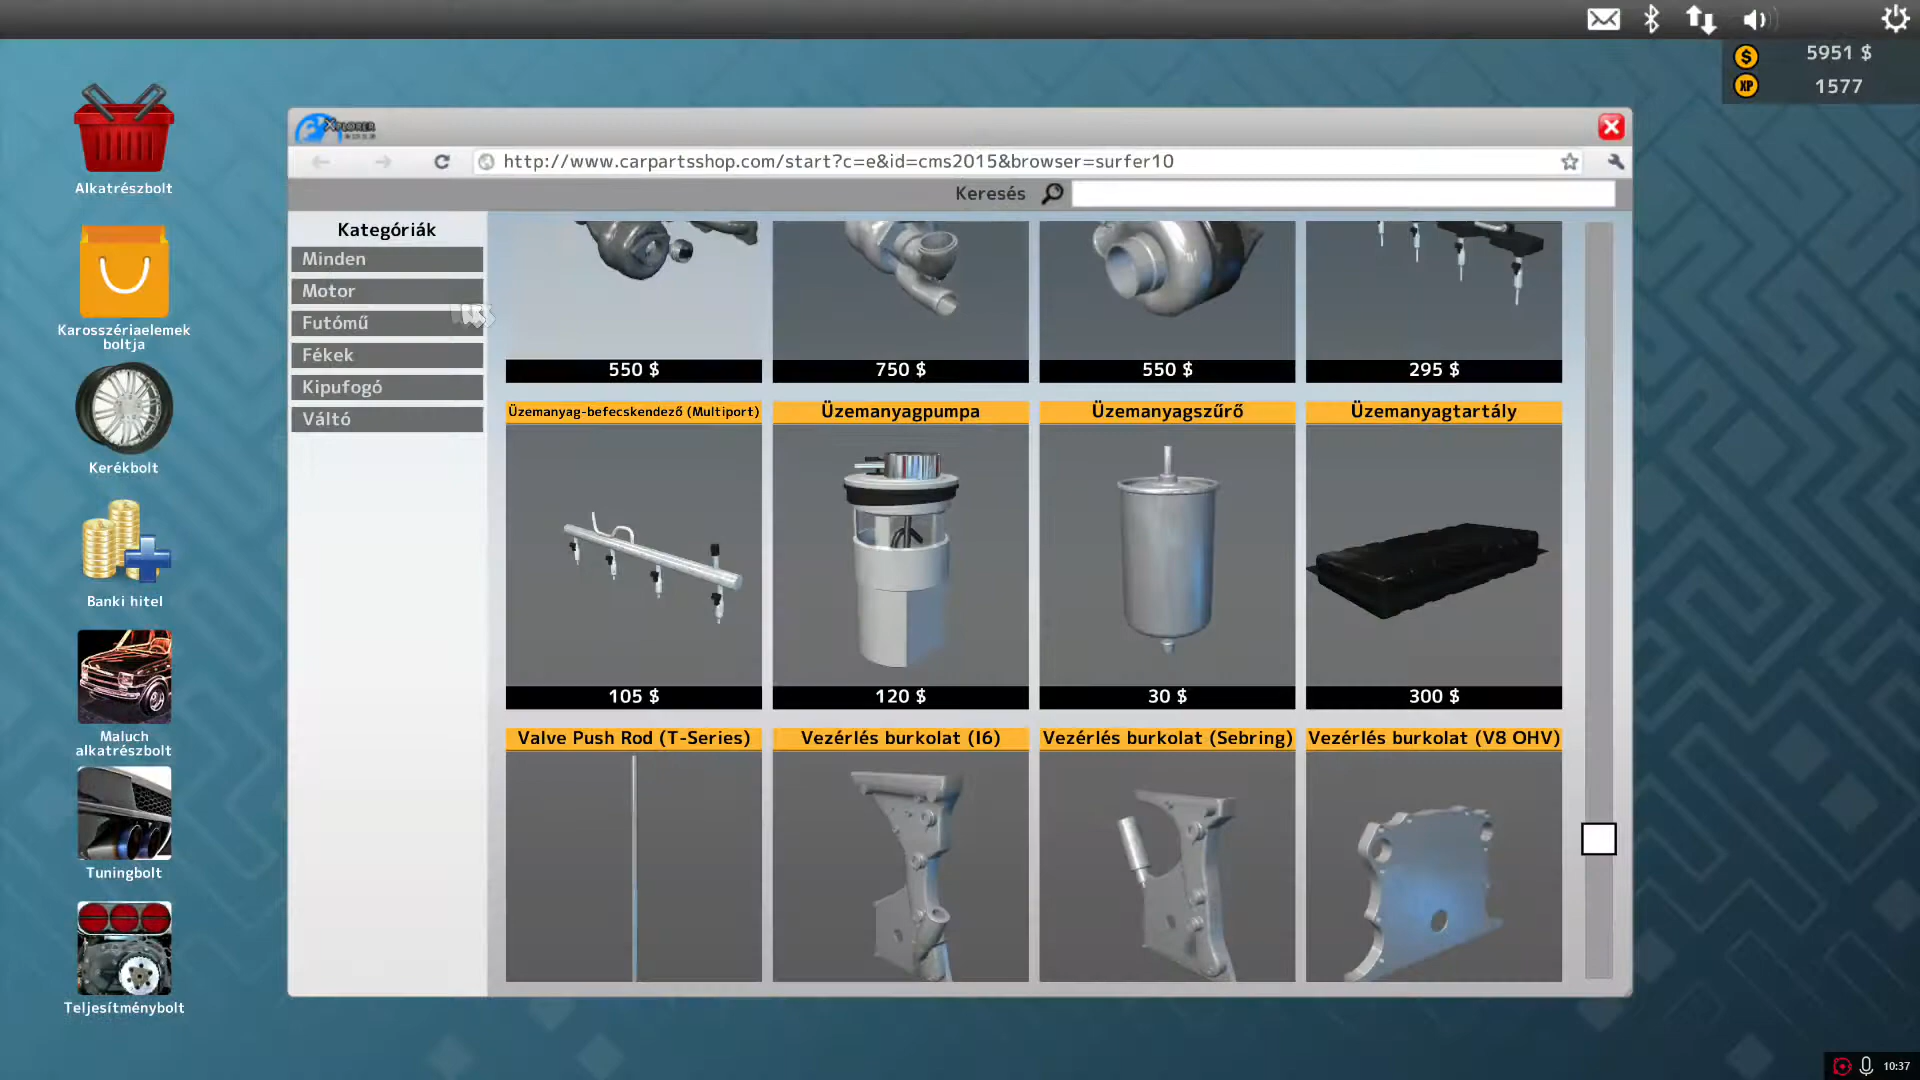 5951 $
1577
Alkatrészbolt
Karosszériaelemek
boltja
Kerékbolt
Banki hitel
Maluch
alkatrészbolt
Tuningbolt
Teljesítménybolt
XPLORER
http://www.carpartsshop.com/start?c=e&id=cms2015&browser=surfer10
Keresés
Kategóriák
Minden
Motor
Futómű
Fékek
Kipufogó
Váltó
550 $
750 $
550 $
295 $
Üzemanyag-befecskendező (Multiport)
Üzemanyagpumpa
Üzemanyagszűrő
Üzemanyagtartály
105 $
120 $
30 $
300 $
Valve Push Rod (T-Series)
Vezérlés burkolat (I6)
Vezérlés burkolat (Sebring)
Vezérlés burkolat (V8 OHV)
10:37